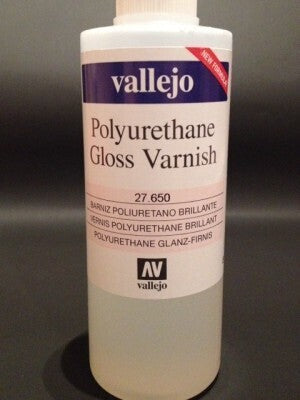 NEW FORMULA
vallejo
Polyurethane
Gloss Varnish
27.650
BARNIZ POLIURETANO BRILLANTE
VERNIS POLYURETHANE BRILLANT
POLYURETHANE GLANZ-FIRNIS
AV
vallejo